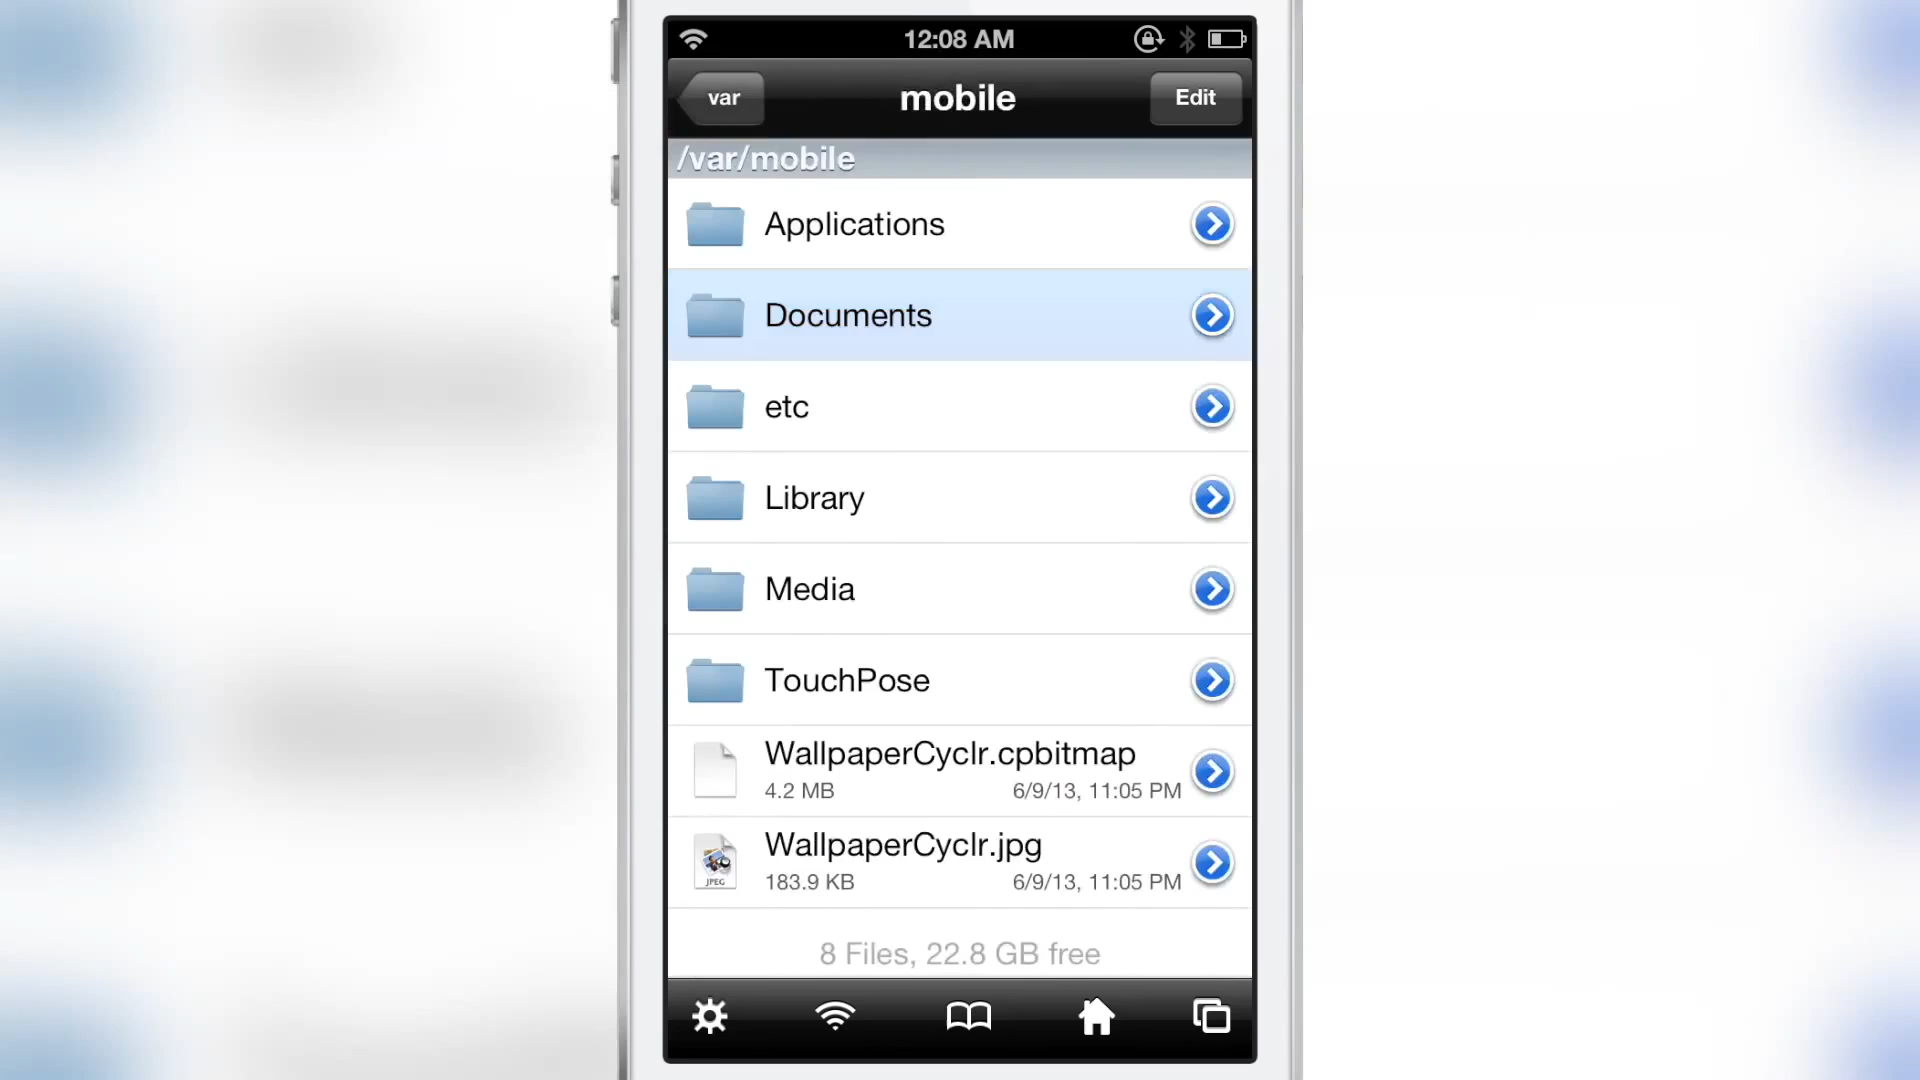 12:08 AM
var
mobile
Edit
/var/mobile
Applications
Documents
etc
Library
Media
TouchPose
WallpaperCyclr.cpbitmap
4.2 MB
6/9/13, 11:05 PM
WallpaperCyclr.jpg
JPEG
183.9 KB
6/9/13, 11:05 PM
8 Files, 22.8 GB free